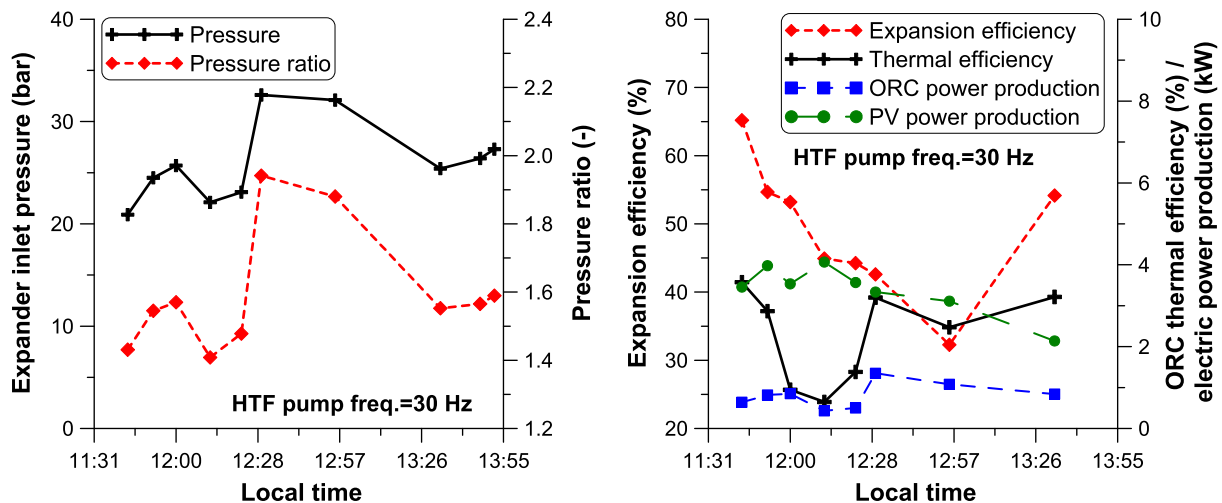 40
30
20
10
0
Expander inlet pressure (bar)
Pressure
Pressure ratio
HTF pump freq.=30 Hz
2.4
2.2
2.0
1.8
1.6
1.4
1.2
Pressure ratio (-)
11:31 12:00 12:28 12:57 13:26 13:55
Local time
80
70
60
50
40
30
20
Expansion efficiency (%)
Expansion efficiency
Thermal efficiency
ORC power production
PV power production
HTF pump freq.=30 Hz
10
8
6
4
2
0
ORC thermal efficiency (%) /
electric power production (kW)
11:31 12:00 12:28 12:57 13:26 13:55
Local time